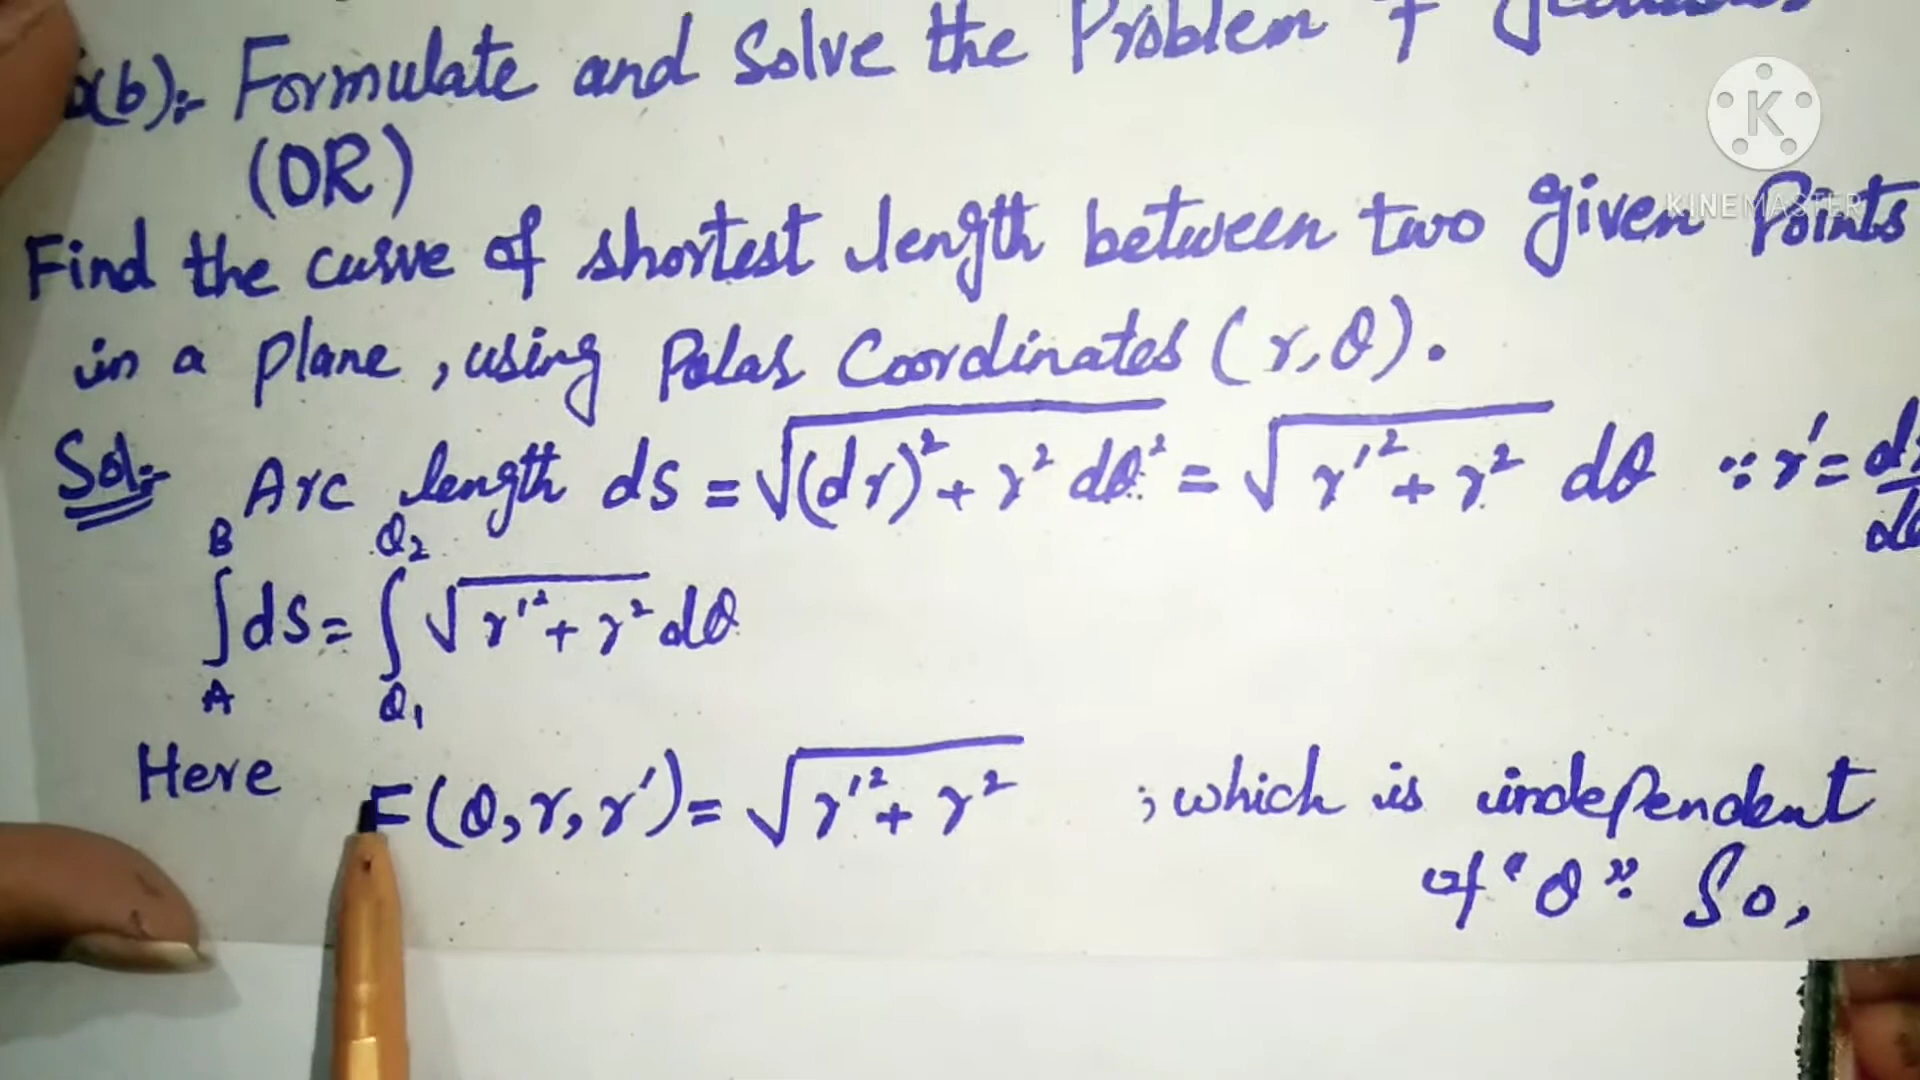 (b):- Formulate and Solve the Problem of
(OR)
K
KINEMASTER
Find the curve of shortest length between two given Points
in a plane, using Polar Coordinates (r, θ).
Sol:- Arc length ds = √((dr)² + r² dθ²) = √(r'² + r²) dθ ∵ r' = dr/dθ
∫_A^B ds = ∫_θ₁^θ₂ √(r'² + r²) dθ
Here F(θ, r, r') = √(r'² + r²) ; which is independent
of "θ". So,